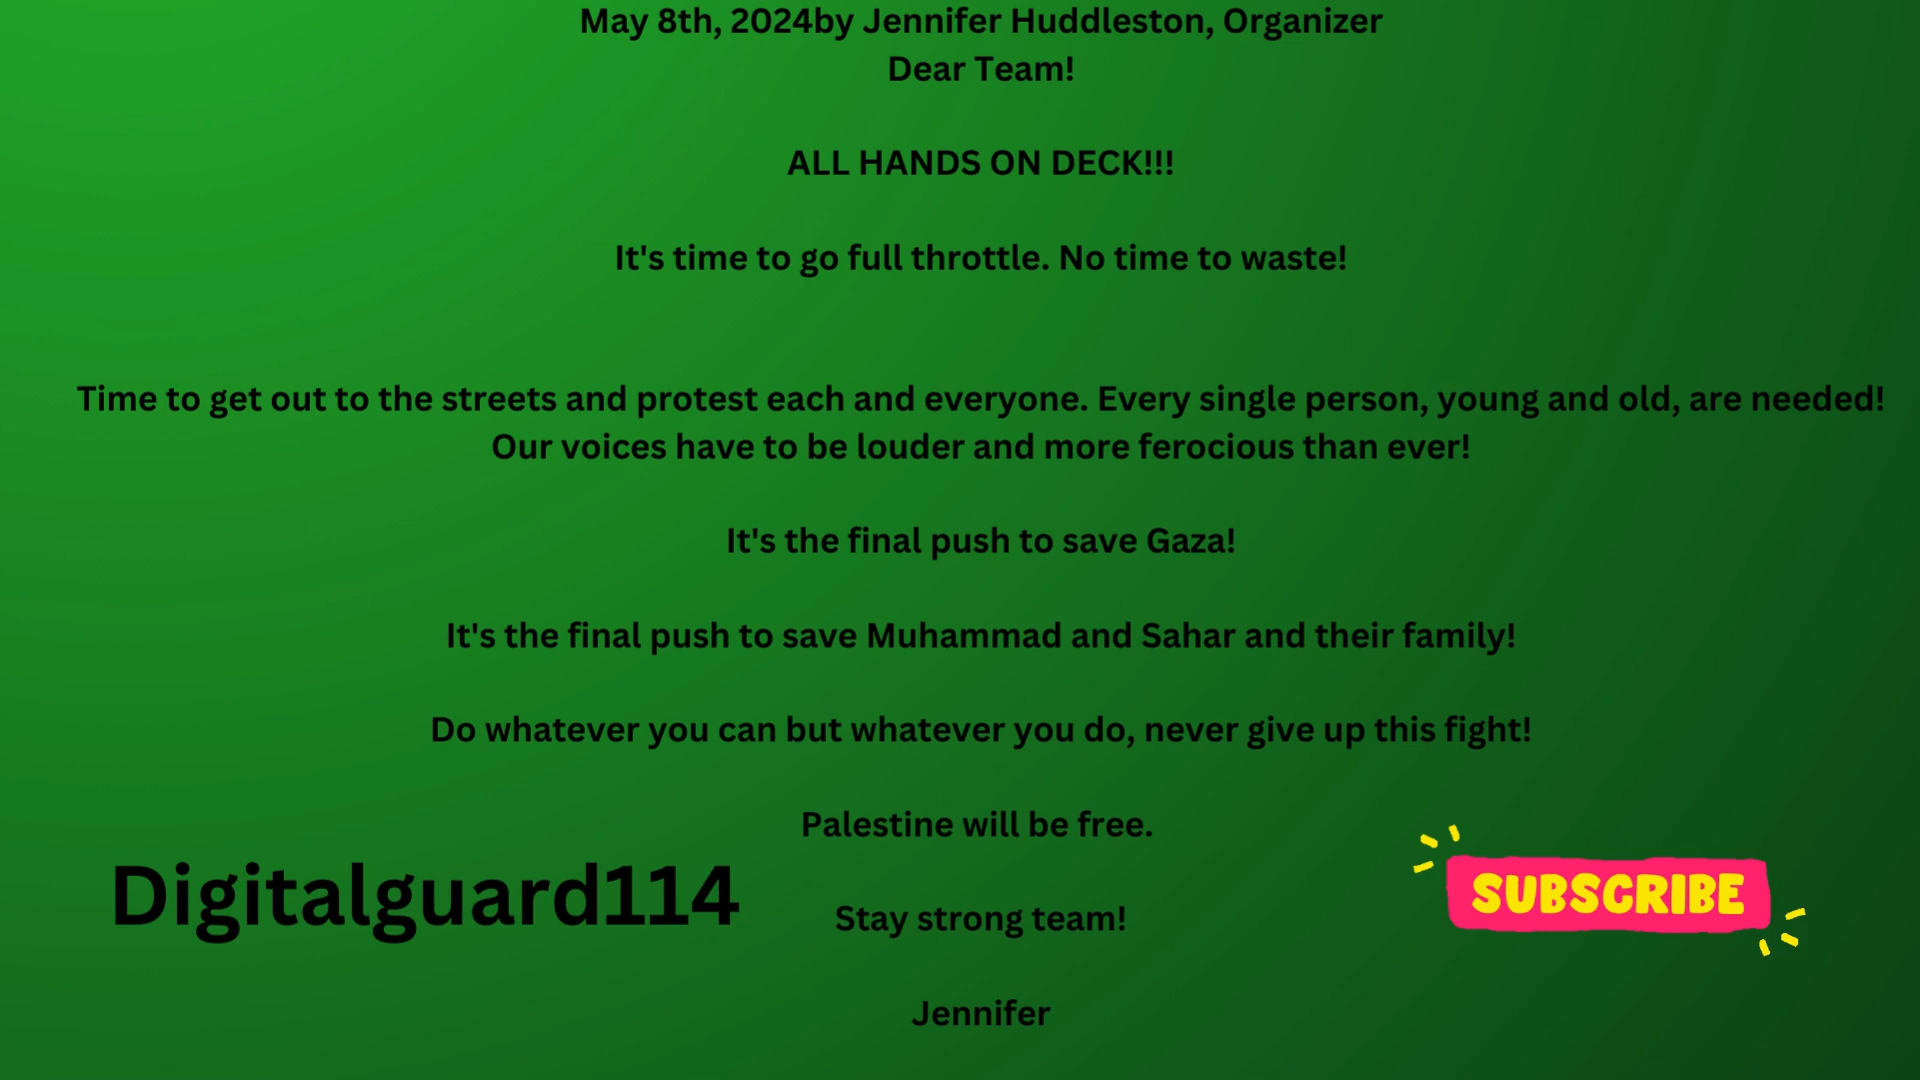 May 8th, 2024by Jennifer Huddleston, Organizer
Dear Team!
ALL HANDS ON DECK!!!
It's time to go full throttle. No time to waste!
Time to get out to the streets and protest each and everyone. Every single person, young and old, are needed!
Our voices have to be louder and more ferocious than ever!
It's the final push to save Gaza!
It's the final push to save Muhammad and Sahar and their family!
Do whatever you can but whatever you do, never give up this fight!
Palestine will be free.
Digitalguard114
SUBSCRIBE
Stay strong team!
Jennifer